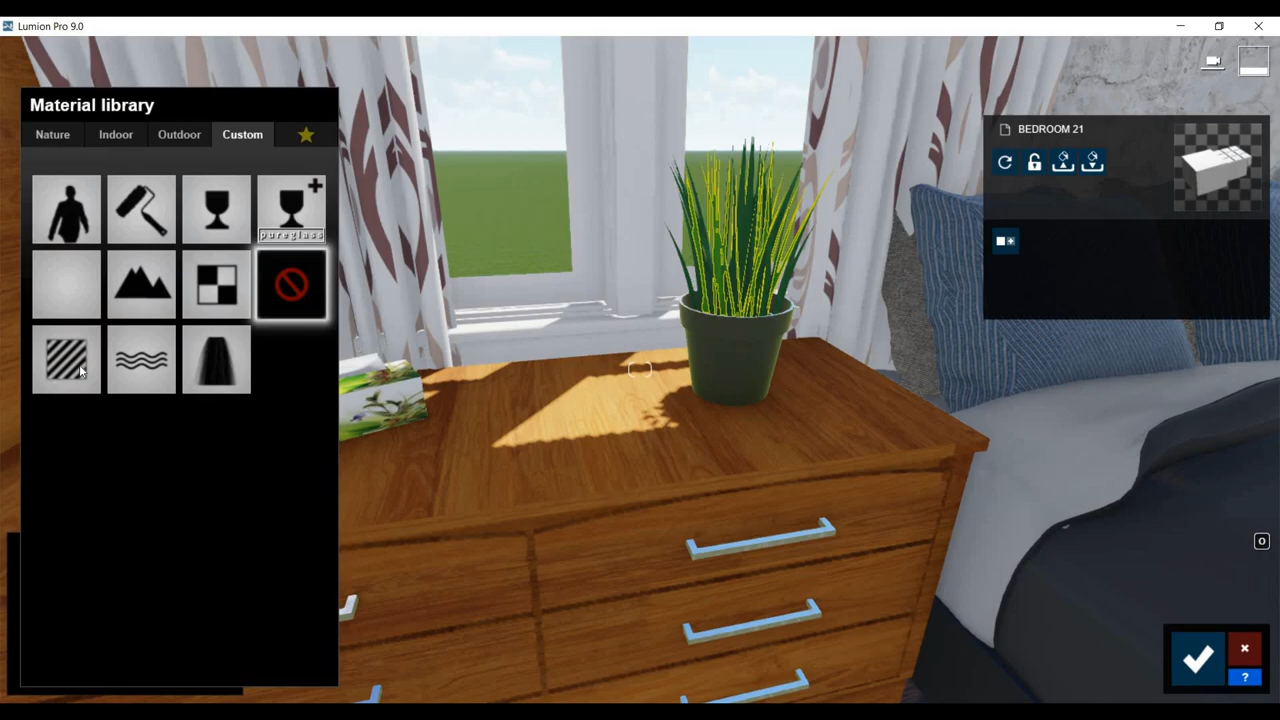 Lumion Pro 9.0
Material library
Nature Indoor Outdoor Custom
pureglass
BEDROOM 21
O
?